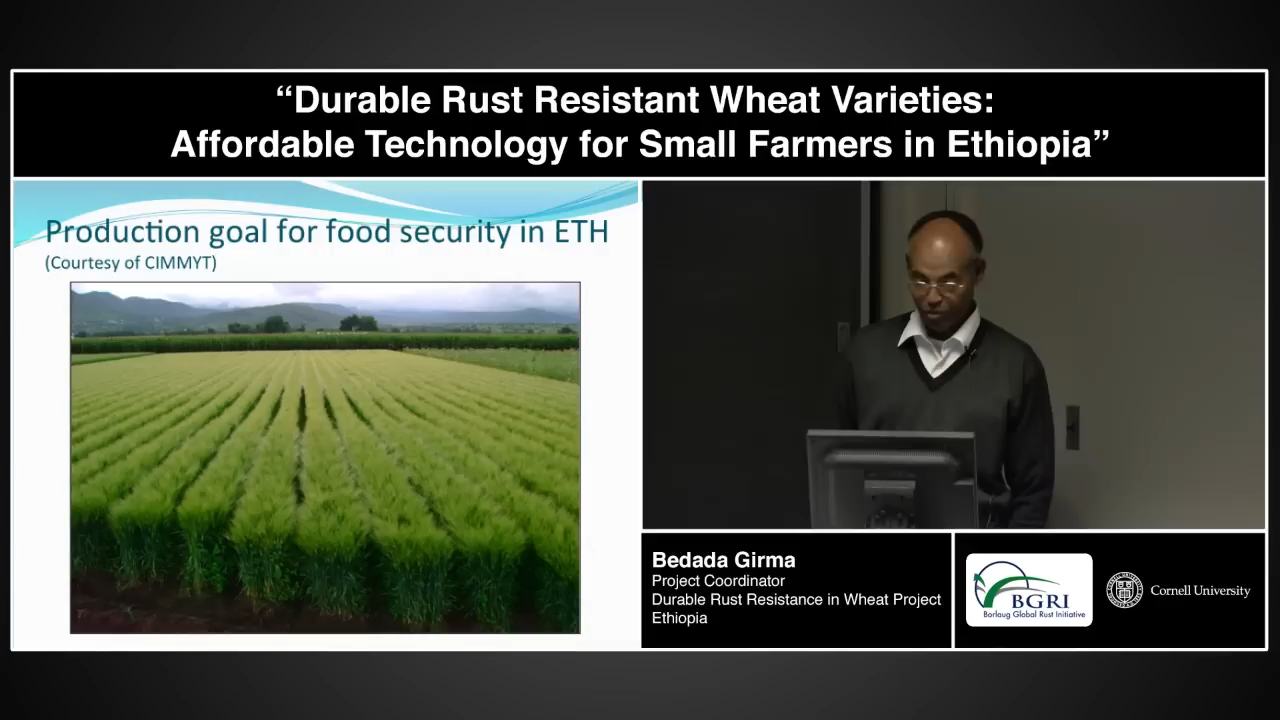 “Durable Rust Resistant Wheat Varieties:
Affordable Technology for Small Farmers in Ethiopia”
Production goal for food security in ETH
(Courtesy of CIMMYT)
Bedada Girma
Project Coordinator
Durable Rust Resistance in Wheat Project
Ethiopia
BGRI
Borlaug Global Rust Initiative
Cornell University